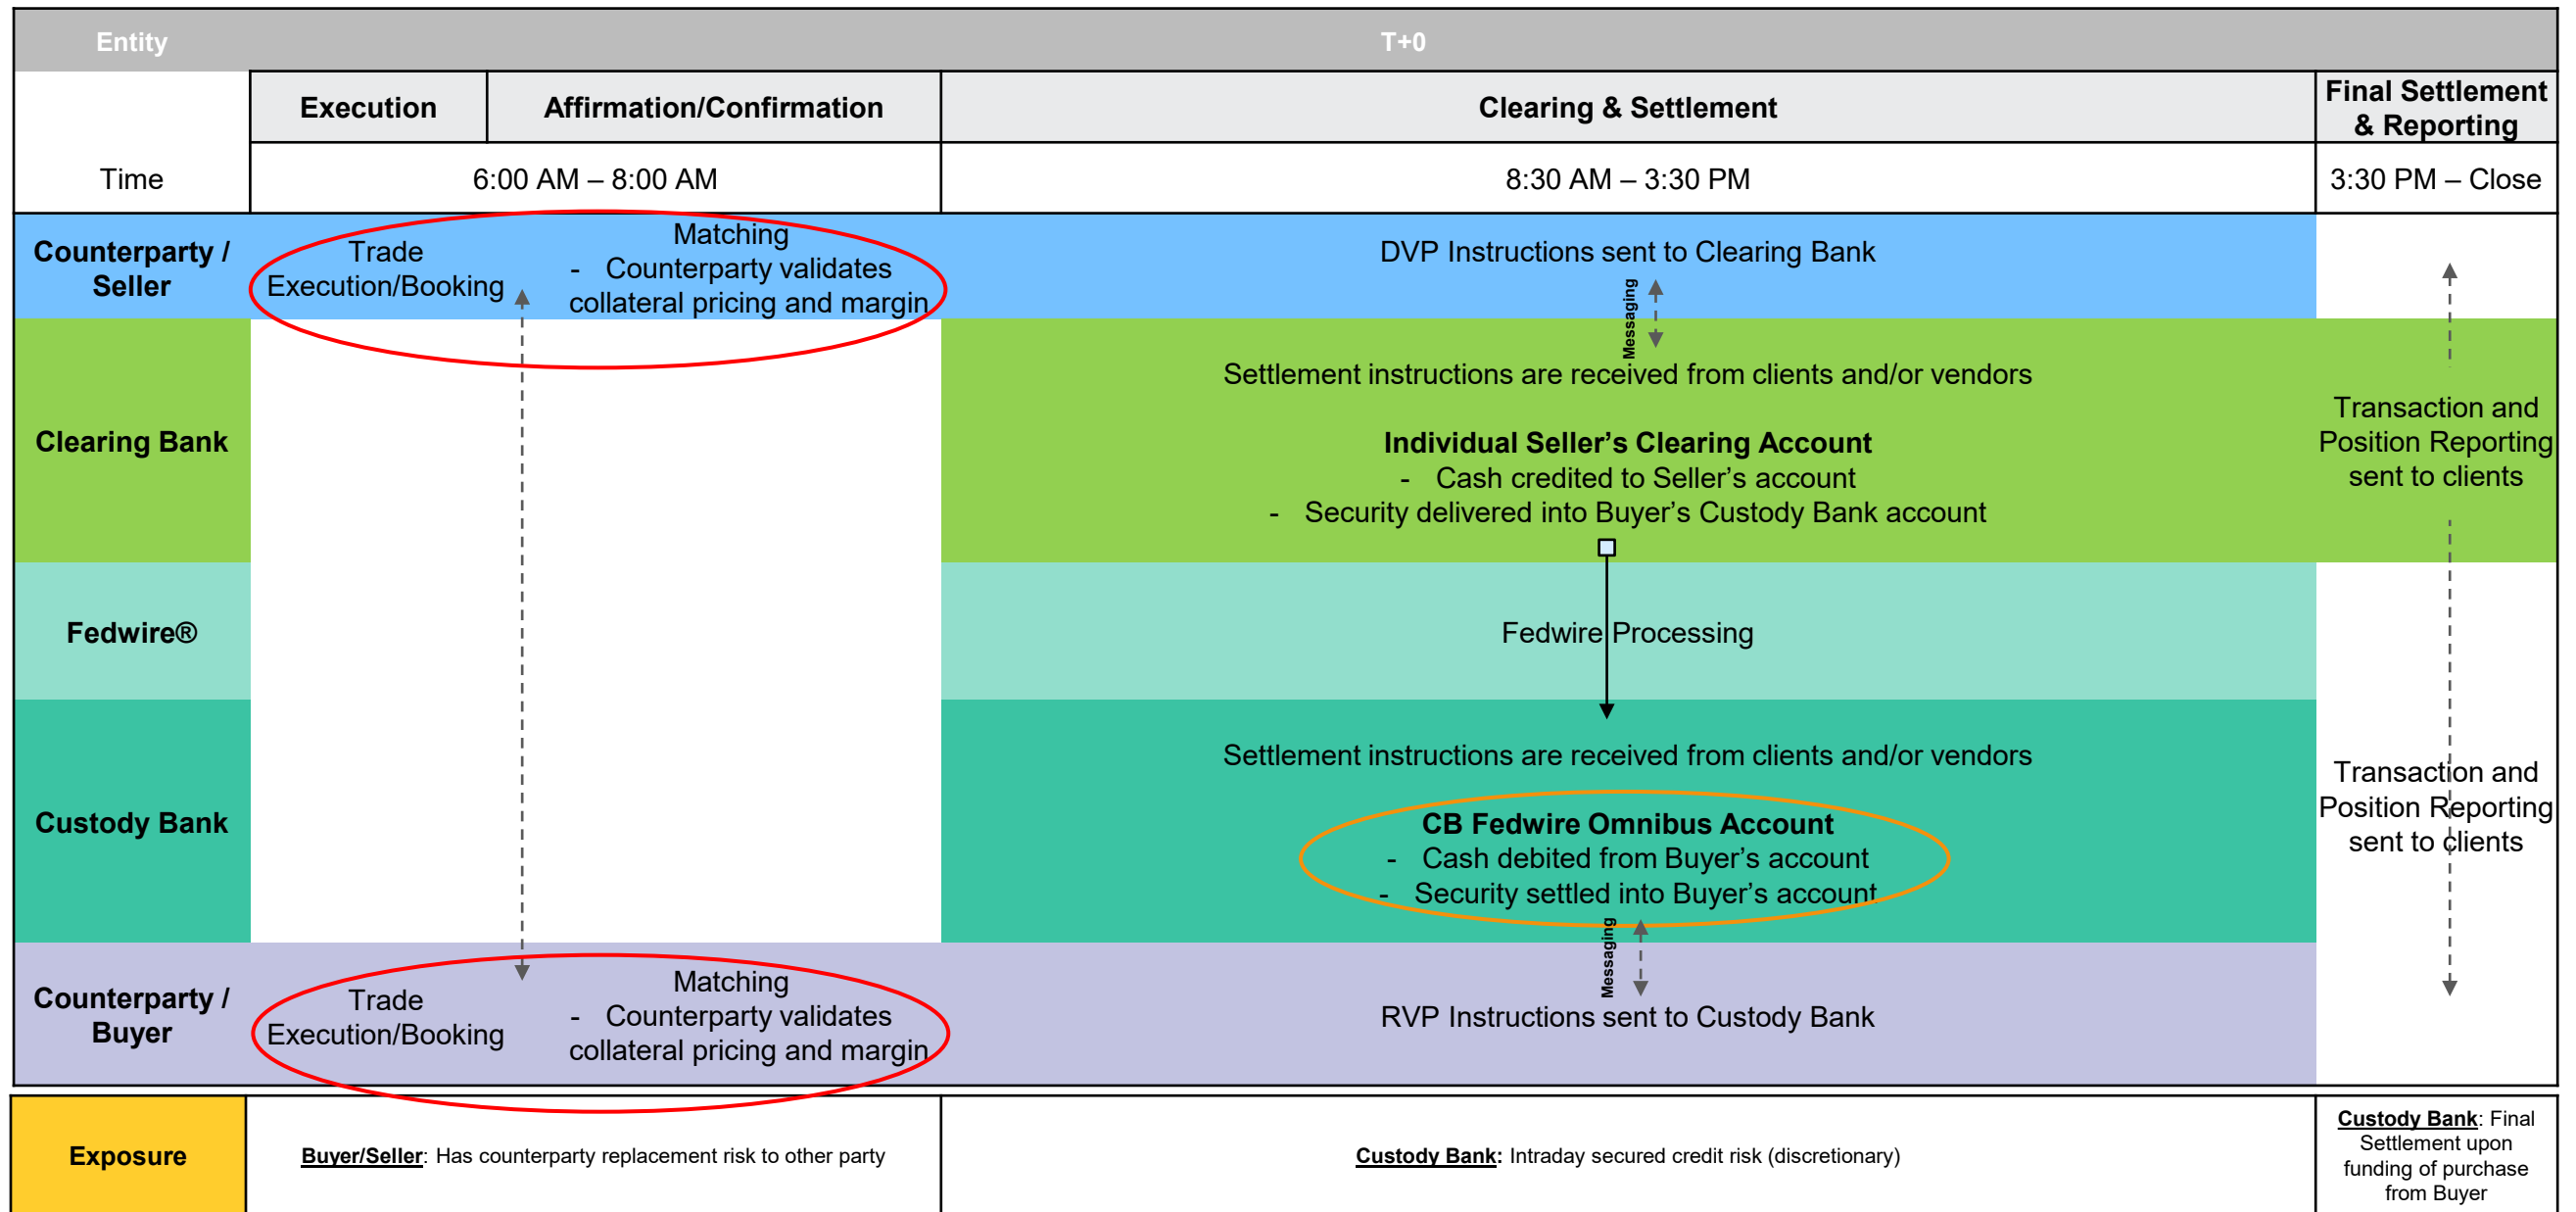 Entity
T+0
Execution
Affirmation/Confirmation
Clearing & Settlement
Final Settlement
& Reporting
Time
6:00 AM – 8:00 AM
8:30 AM – 3:30 PM
3:30 PM – Close
Counterparty /
Seller
Trade
Execution/Booking
Matching
- Counterparty validates
collateral pricing and margin
DVP Instructions sent to Clearing Bank
Messaging
Clearing Bank
Settlement instructions are received from clients and/or vendors
Individual Seller’s Clearing Account
- Cash credited to Seller’s account
- Security delivered into Buyer’s Custody Bank account
Transaction and
Position Reporting
sent to clients
Fedwire®
Fedwire Processing
Custody Bank
Settlement instructions are received from clients and/or vendors
CB Fedwire Omnibus Account
- Cash debited from Buyer’s account
- Security settled into Buyer’s account
Transaction and
Position Reporting
sent to clients
Messaging
Counterparty /
Buyer
Trade
Execution/Booking
Matching
- Counterparty validates
collateral pricing and margin
RVP Instructions sent to Custody Bank
Exposure
Buyer/Seller: Has counterparty replacement risk to other party
Custody Bank: Intraday secured credit risk (discretionary)
Custody Bank: Final
Settlement upon
funding of purchase
from Buyer